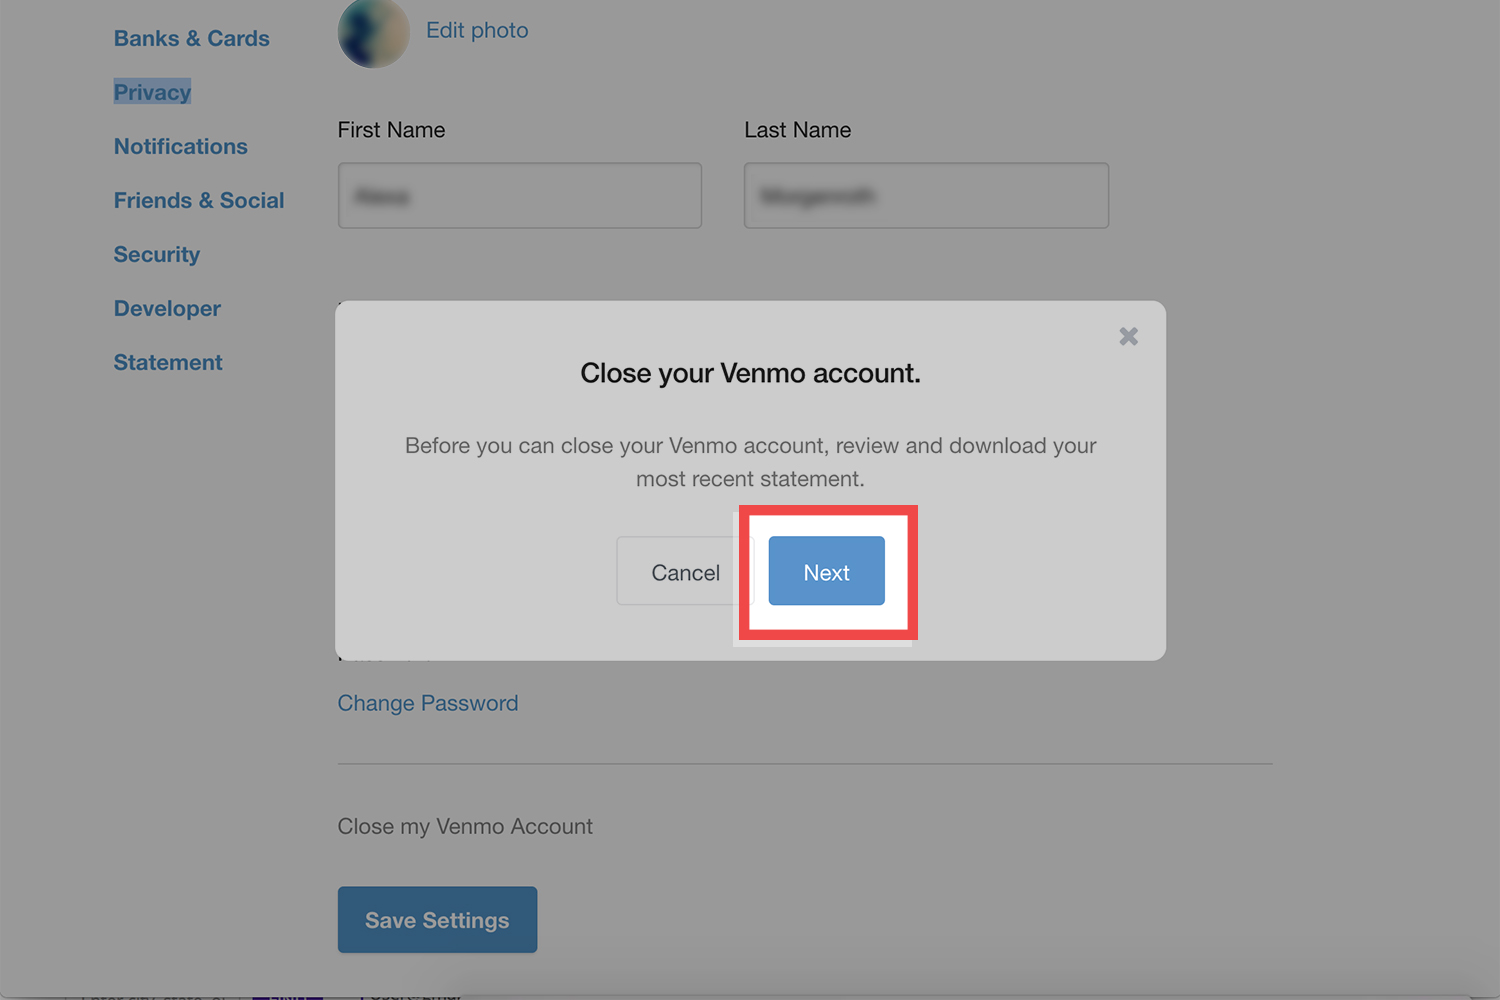 Banks & Cards
Edit photo
Privacy
First Name
Last Name
Notifications
Friends & Social
Security
Developer
Statement
Close your Venmo account.
Before you can close your Venmo account, review and download your
most recent statement.
Cancel
Next
Change Password
Close my Venmo Account
Save Settings